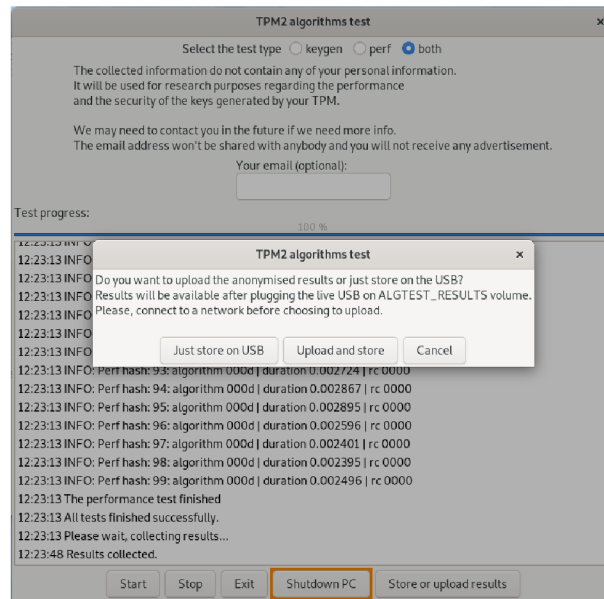 TPM2 algorithms test ×
Select the test type keygen perf both
The collected information do not contain any of your personal information.
It will be used for research purposes regarding the performance
and the security of the keys generated by your TPM.
We may need to contact you in the future if we need more info.
The email address won't be shared with anybody and you will not receive any advertisement.
Your email (optional):
Test progress:
100 %
12:23:13 INFO
12:23:13 INFO
12:23:13 INFO
12:23:13 INFO
12:23:13 INFO
12:23:13 INFO
12:23:13 INFO
TPM2 algorithms test ×
Do you want to upload the anonymised results or just store on the USB?
Results will be available after plugging the live USB on ALGTEST_RESULTS volume.
Please, connect to a network before choosing to upload.
Just store on USB Upload and store Cancel
12:23:13 INFO: Perf hash: 93: algorithm 000d | duration 0.002724 | rc 0000
12:23:13 INFO: Perf hash: 94: algorithm 000d | duration 0.002867 | rc 0000
12:23:13 INFO: Perf hash: 95: algorithm 000d | duration 0.002895 | rc 0000
12:23:13 INFO: Perf hash: 96: algorithm 000d | duration 0.002596 | rc 0000
12:23:13 INFO: Perf hash: 97: algorithm 000d | duration 0.002401 | rc 0000
12:23:13 INFO: Perf hash: 98: algorithm 000d | duration 0.002395 | rc 0000
12:23:13 INFO: Perf hash: 99: algorithm 000d | duration 0.002496 | rc 0000
12:23:13 The performance test finished
12:23:13 All tests finished successfully.
12:23:13 Please wait, collecting results...
12:23:48 Results collected.
Start Stop Exit Shutdown PC Store or upload results